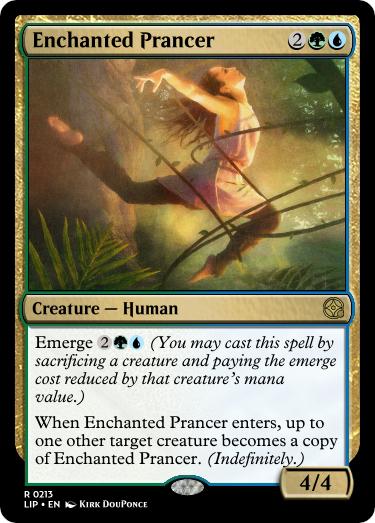 Enchanted Prancer 2
Creature — Human
Emerge 2 (You may cast this spell by
sacrificing a creature and paying the emerge
cost reduced by that creature's mana
value.)
When Enchanted Prancer enters, up to
one other target creature becomes a copy
of Enchanted Prancer. (Indefinitely.)
4/4
R 0213
LIP • EN Kirk DouPonce